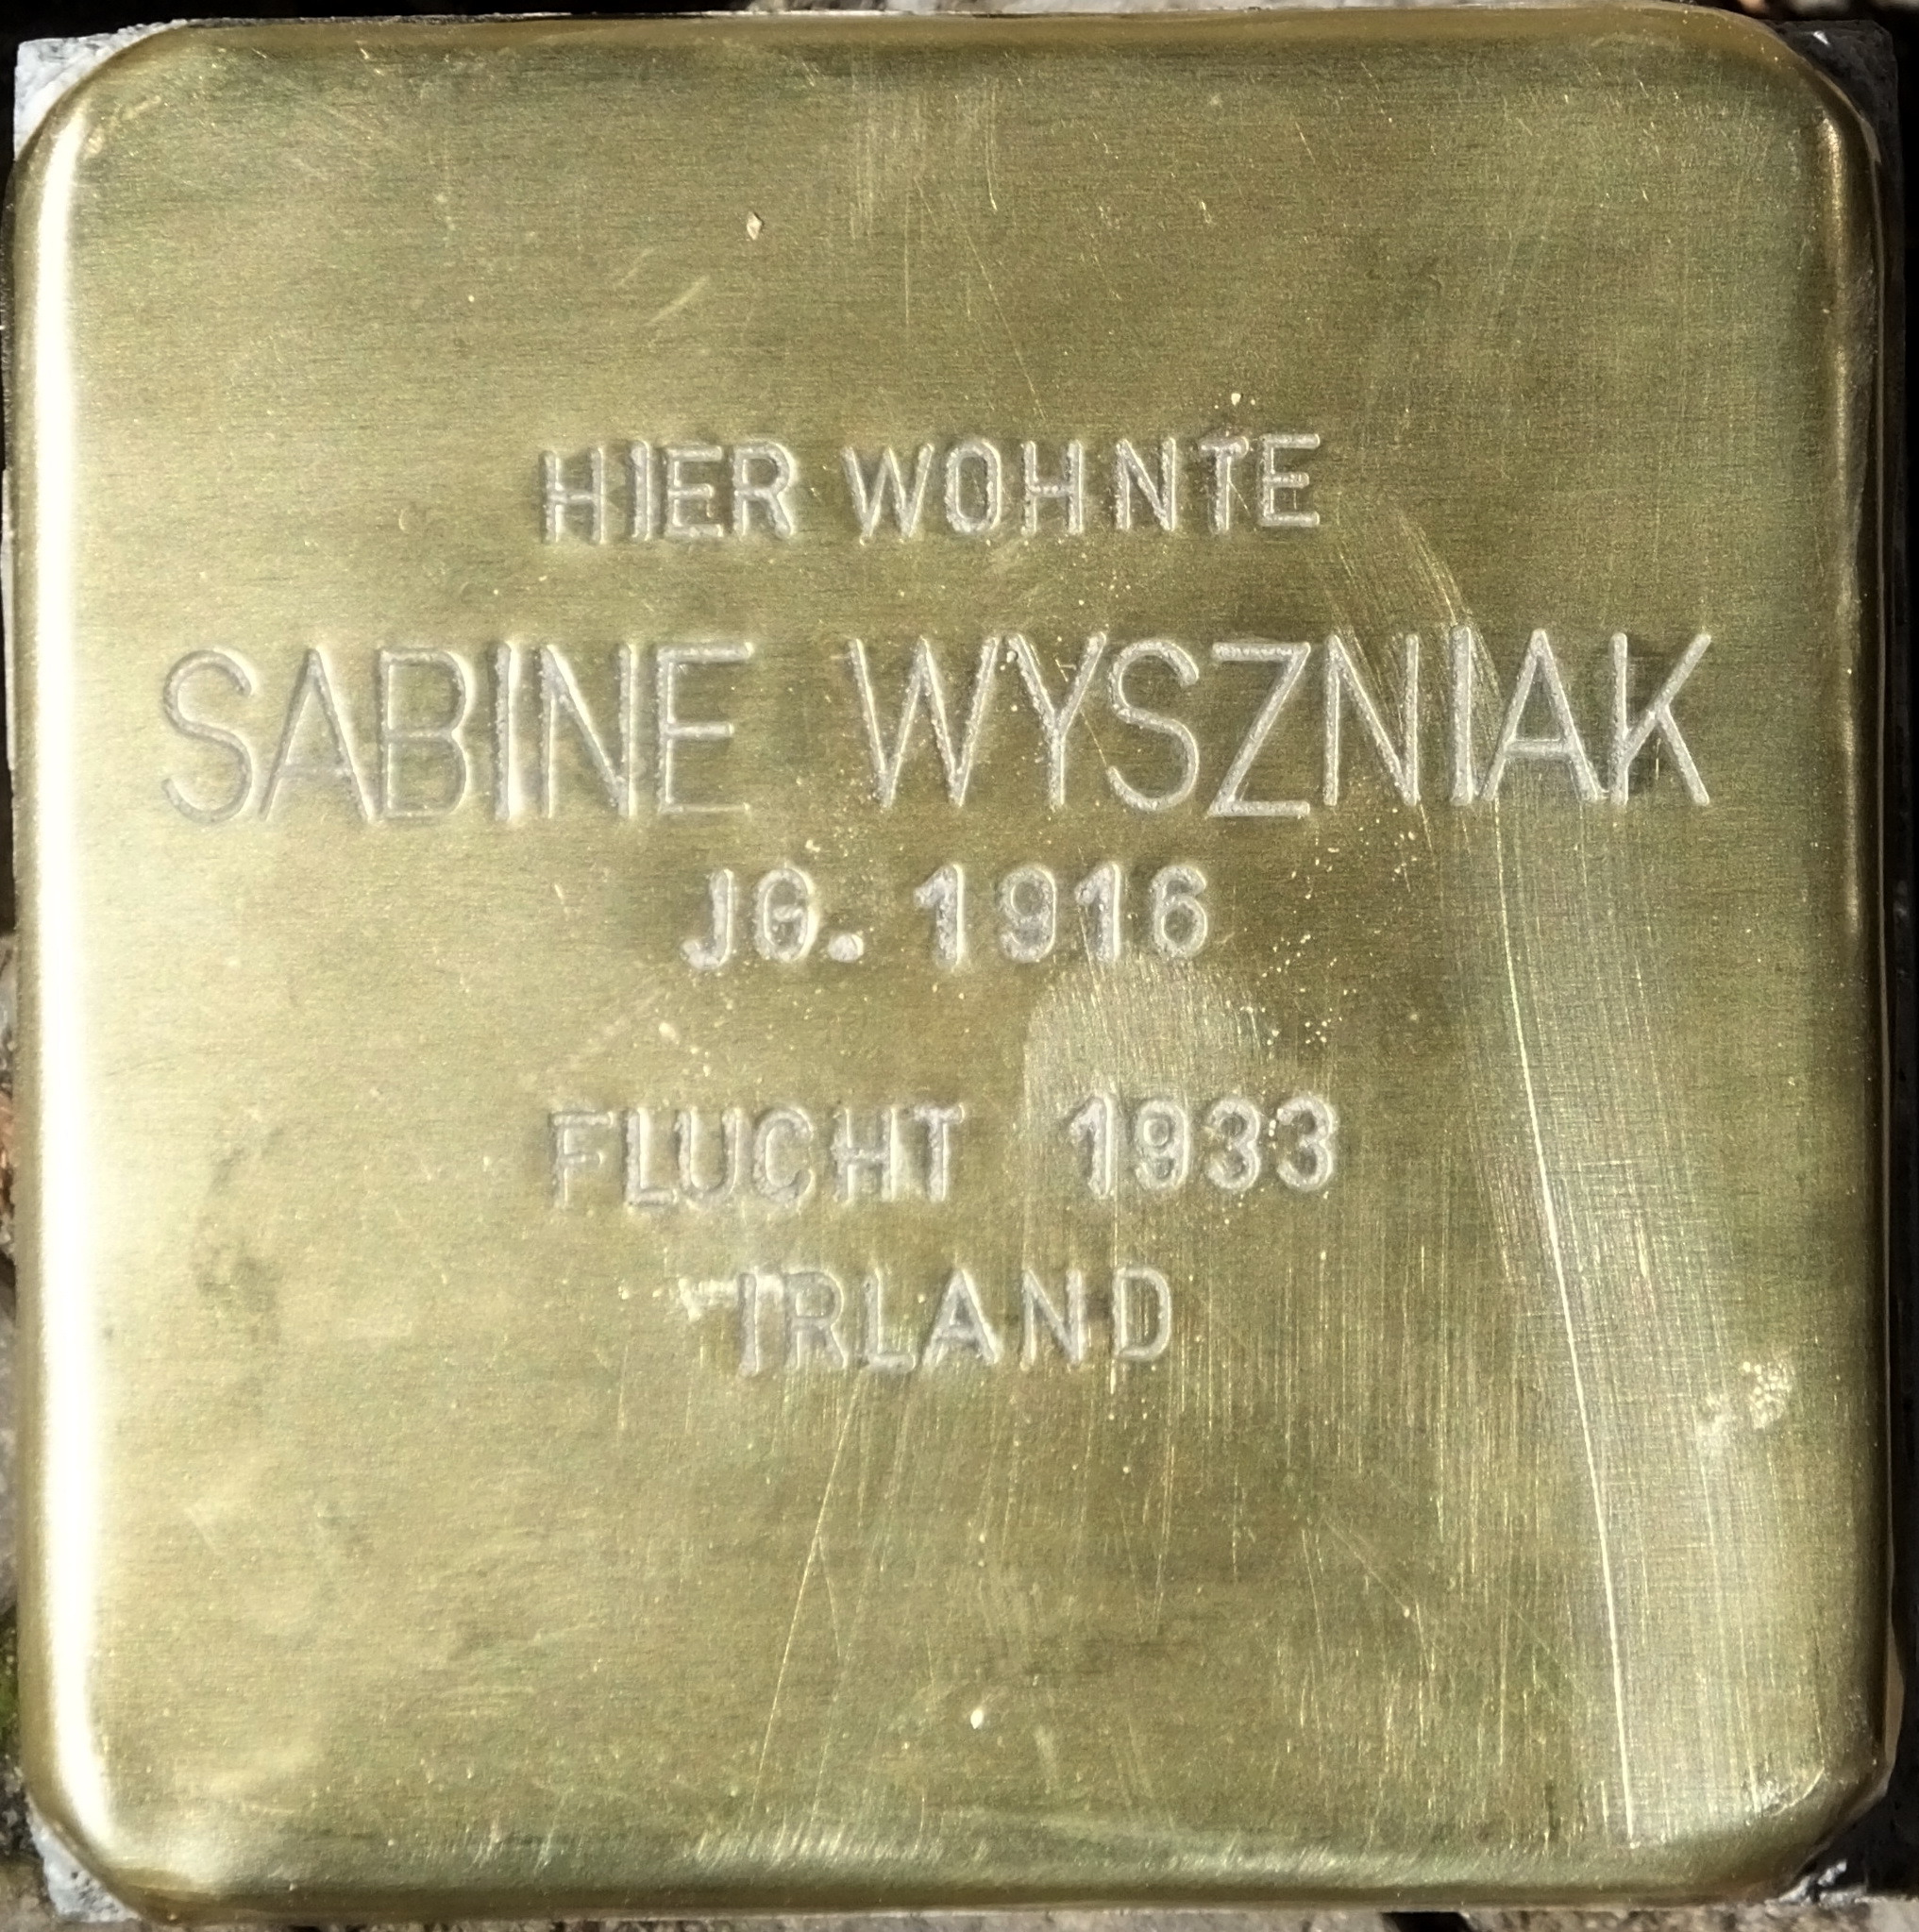 HIER WOHNTE
SABINE WYSZNIAK
JG. 1916
FLUCHT 1933
IRLAND